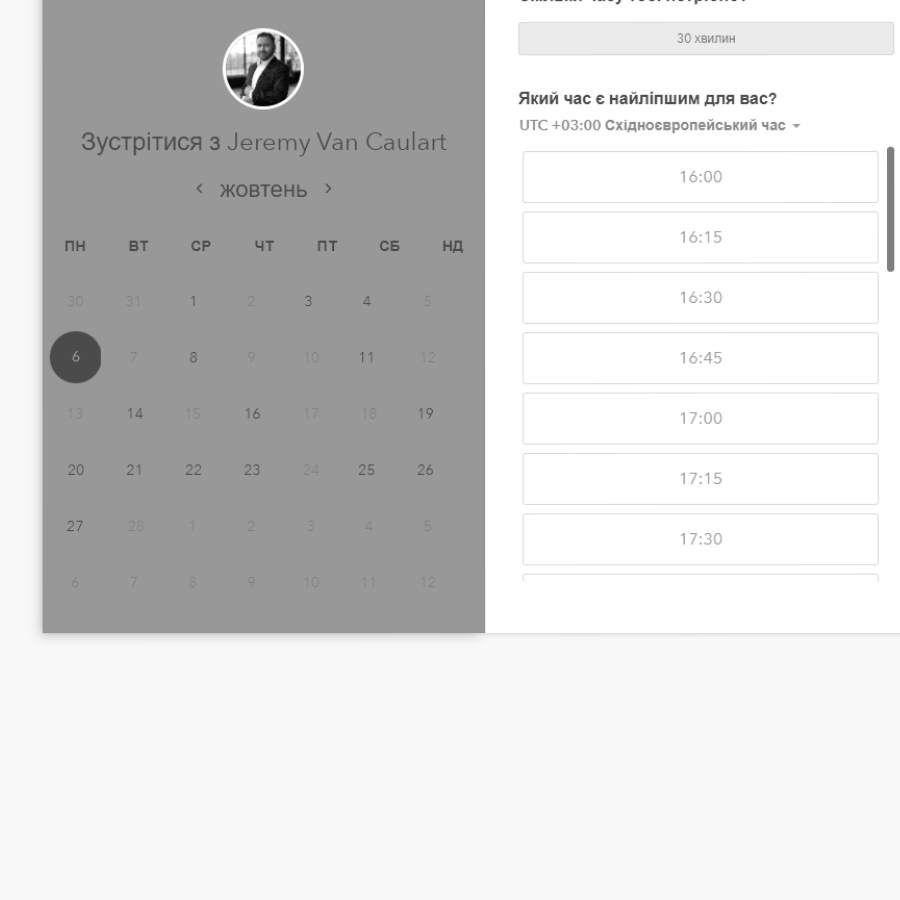 Зустрітися з Jeremy Van Caulart
жовтень
ПН ВТ СР ЧТ ПТ СБ НД
30 31 1 2 3 4 5
6 7 8 9 10 11 12
13 14 15 16 17 18 19
20 21 22 23 24 25 26
27 28 1 2 3 4 5
6 7 8 9 10 11 12
30 хвилин
Який час є найліпшим для вас?
UTC +03:00 Східноєвропейський час
16:00
16:15
16:30
16:45
17:00
17:15
17:30